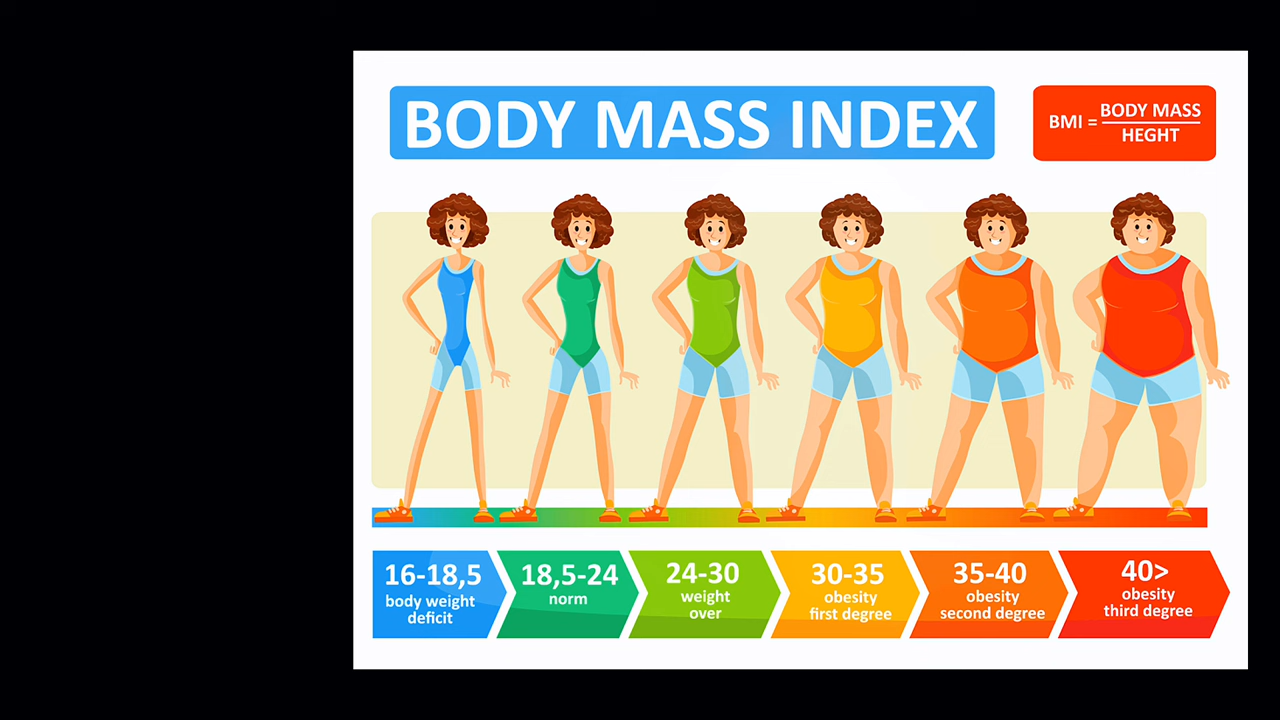 BODY MASS INDEX
BMI = BODY MASS
HEGHT
16-18,5
body weight
deficit
18,5-24
norm
24-30
weight
over
30-35
obesity
first degree
35-40
obesity
second degree
40>
obesity
third degree